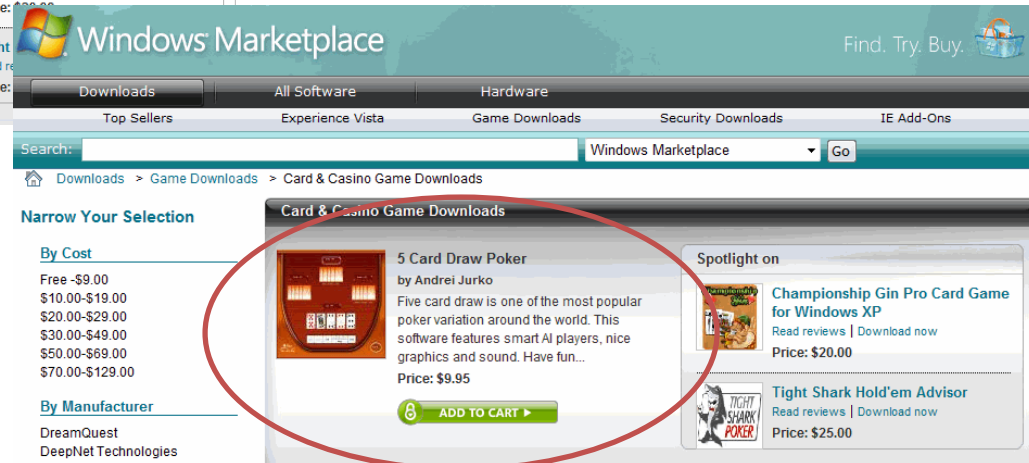 Windows Marketplace
Find. Try. Buy.
Downloads All Software Hardware
Top Sellers Experience Vista Game Downloads Security Downloads IE Add-Ons
Search: Windows Marketplace Go
Downloads > Game Downloads > Card & Casino Game Downloads
Narrow Your Selection
By Cost
Free -$9.00
$10.00-$19.00
$20.00-$29.00
$30.00-$49.00
$50.00-$69.00
$70.00-$129.00
By Manufacturer
DreamQuest
DeepNet Technologies
Card & Casino Game Downloads
5 Card Draw Poker
by Andrei Jurko
Five card draw is one of the most popular
poker variation around the world. This
software features smart AI players, nice
graphics and sound. Have fun...
Price: $9.95
ADD TO CART
Spotlight on
Championship Gin Pro Card Game
for Windows XP
Read reviews | Download now
Price: $20.00
TIGHT
SHARK
POKER
Tight Shark Hold'em Advisor
Read reviews | Download now
Price: $25.00